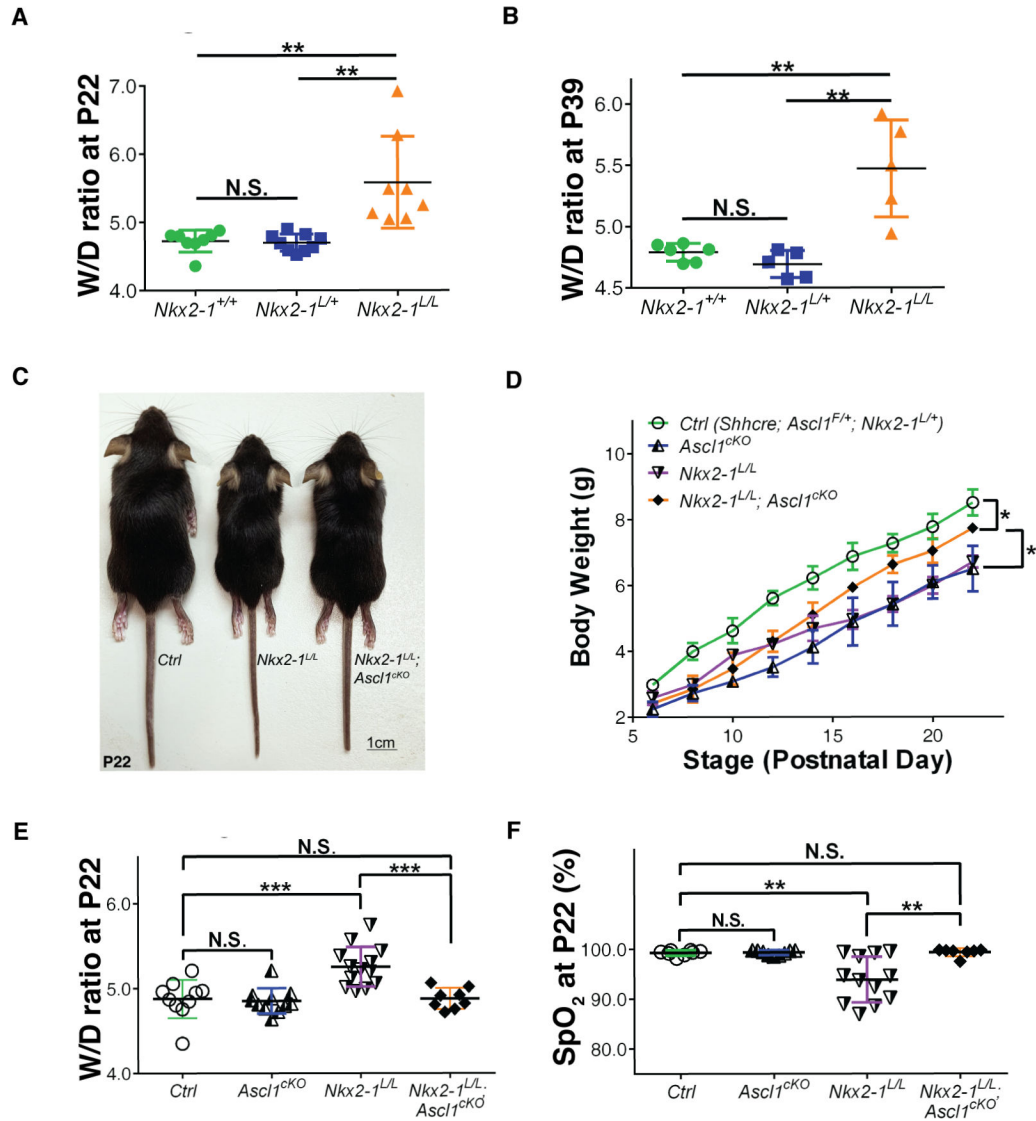 A
**
**
N.S.
W/D ratio at P22
7.0
6.0
5.0
4.0
Nkx2-1+/+
Nkx2-1L/+
Nkx2-1L/L
B
**
**
N.S.
W/D ratio at P39
6.0
5.5
5.0
4.5
Nkx2-1+/+
Nkx2-1L/+
Nkx2-1L/L
C
Ctrl
Nkx2-1L/L
Nkx2-1L/L;
Ascl1cKO
1cm
P22
D
Ctrl (Shhcre; Ascl1F/+; Nkx2-1L/+)
Ascl1cKO
Nkx2-1L/L
Nkx2-1L/L; Ascl1cKO
Body Weight (g)
10
8
6
4
2
*
*
5
10
15
20
Stage (Postnatal Day)
E
N.S.
***
***
N.S.
W/D ratio at P22
6.0
5.0
4.0
Ctrl
Ascl1cKO
Nkx2-1L/L
Nkx2-1L/L;
Ascl1cKO
F
N.S.
**
**
N.S.
SpO2 at P22 (%)
100.0
90.0
80.0
Ctrl
Ascl1cKO
Nkx2-1L/L
Nkx2-1L/L;
Ascl1cKO